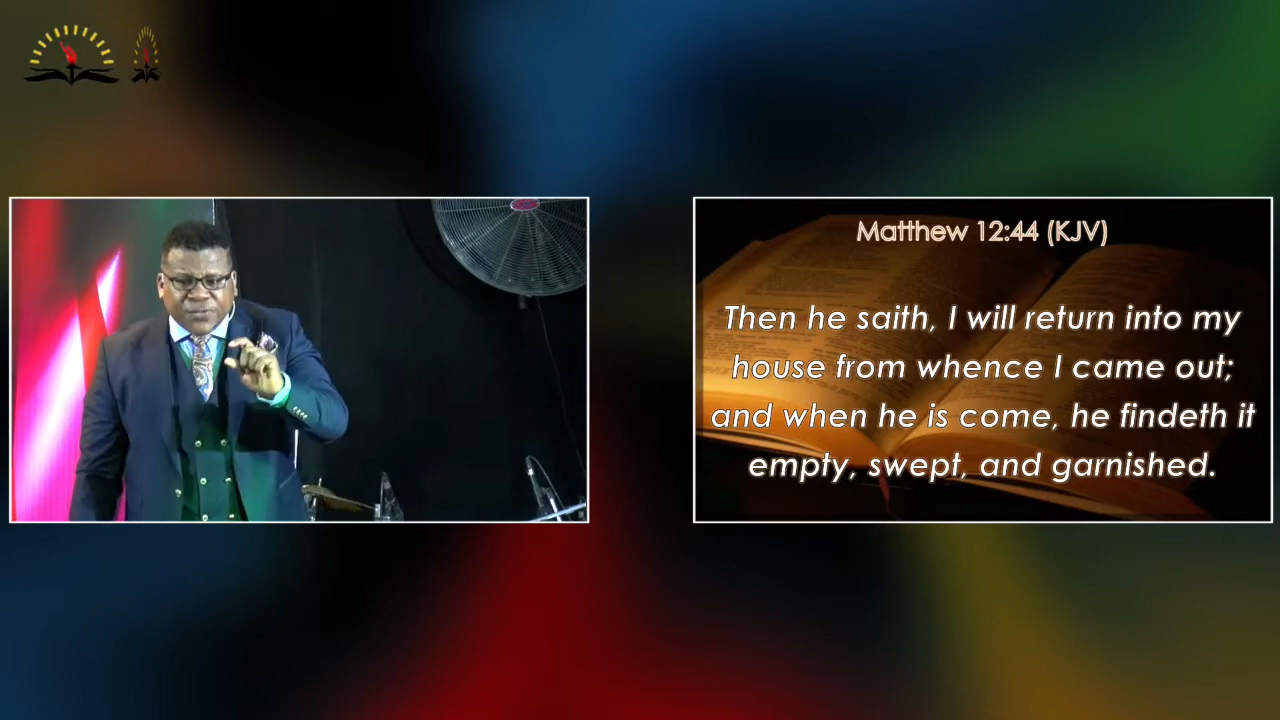 Matthew 12:44 (KJV)
Then he saith, I will return into my
house from whence I came out;
and when he is come, he findeth it
empty, swept, and garnished.